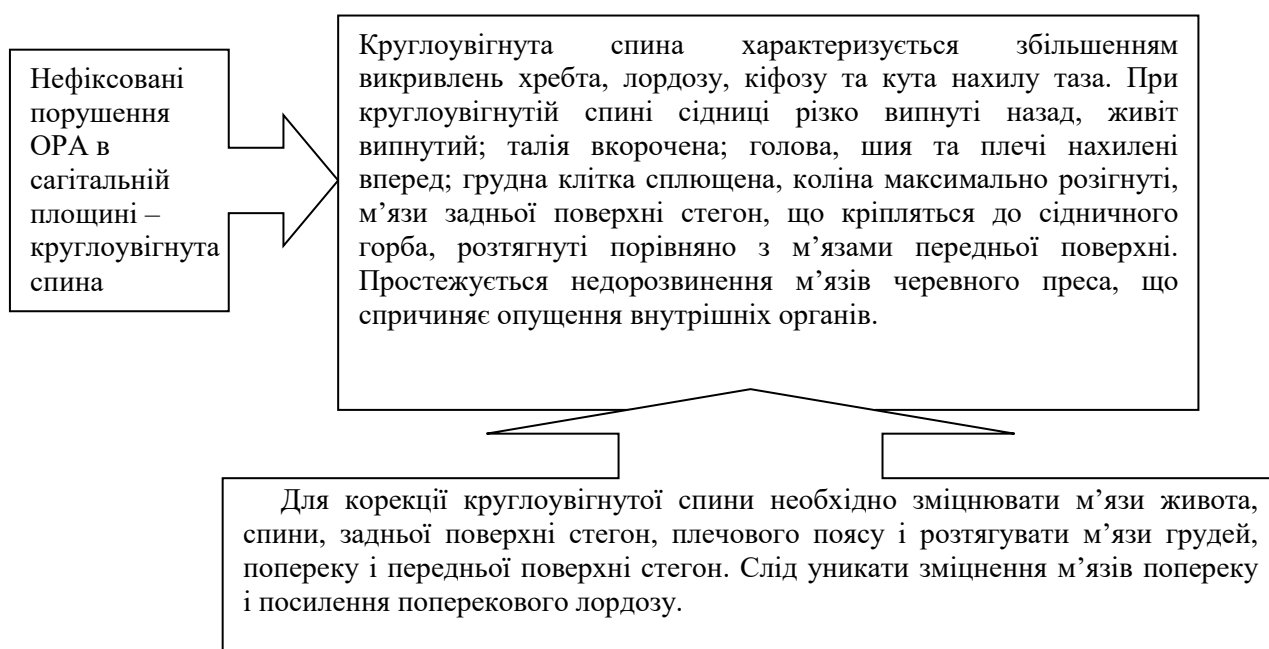 Нефіксовані
порушення
ОРА в
сагітальній
площині –
круглоувігнута
спина
Круглоувігнута спина характеризується збільшенням
викривлень хребта, лордозу, кіфозу та кута нахилу таза. При
круглоувігнутій спині сідниці різко випнуті назад, живіт
випнутий; талія вкорочена; голова, шия та плечі нахилені
вперед; грудна клітка сплющена, коліна максимально розігнуті,
м’язи задньої поверхні стегон, що кріпляться до сідничного
горба, розтягнуті порівняно з м’язами передньої поверхні.
Простежується недорозвинення м’язів черевного преса, що
спричиняє опущення внутрішніх органів.
Для корекції круглоувігнутої спини необхідно зміцнювати м’язи живота,
спини, задньої поверхні стегон, плечового поясу і розтягувати м’язи грудей,
попереку і передньої поверхні стегон. Слід уникати зміцнення м’язів попереку
і посилення поперекового лордозу.